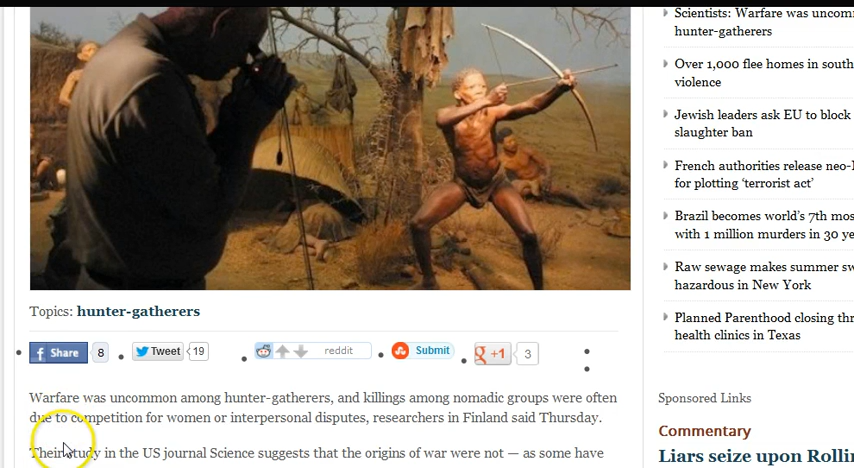 Topics: hunter-gatherers
Share 8
Tweet 19
reddit
Submit
g +1 3
Warfare was uncommon among hunter-gatherers, and killings among nomadic groups were often
due to competition for women or interpersonal disputes, researchers in Finland said Thursday.
Their study in the US journal Science suggests that the origins of war were not — as some have
Scientists: Warfare was uncom
hunter-gatherers
Over 1,000 flee homes in south
violence
Jewish leaders ask EU to block
slaughter ban
French authorities release neo-
for plotting ‘terrorist act’
Brazil becomes world’s 7th mos
with 1 million murders in 30 ye
Raw sewage makes summer sw
hazardous in New York
Planned Parenthood closing thr
health clinics in Texas
Sponsored Links
Commentary
Liars seize upon Rolli